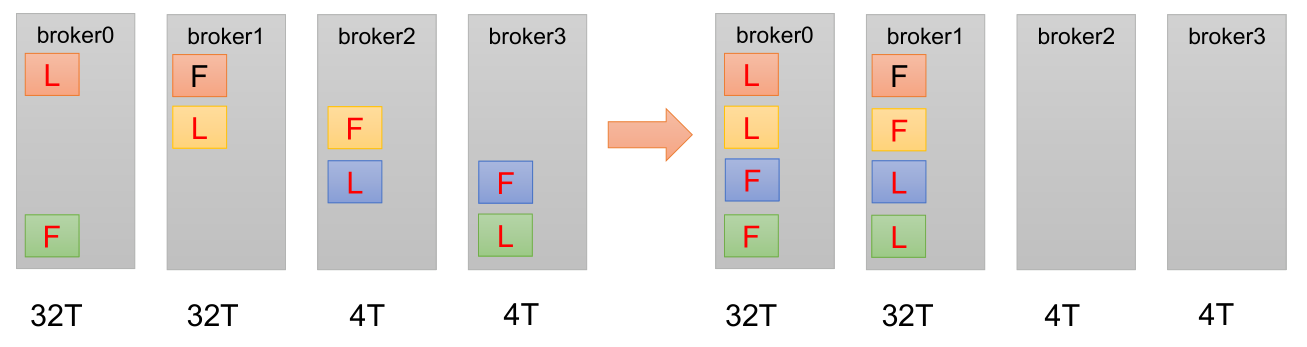 broker0 broker1 broker2 broker3 broker0 broker1 broker2 broker3
L F L F
L F L F
L F F L
F L F L
32T 32T 4T 4T 32T 32T 4T 4T